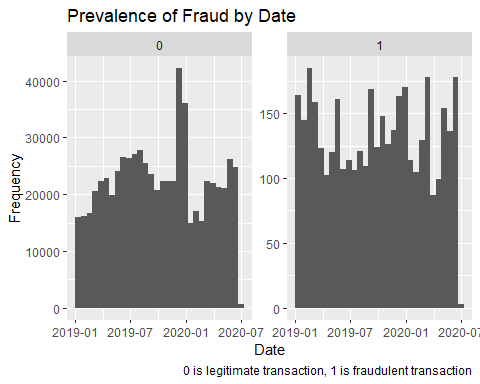 Prevalence of Fraud by Date
0 1
Frequency
40000
30000
20000
10000
0
150
100
50
0
2019-01 2019-07 2020-01 2020-07 2019-01 2019-07 2020-01 2020-07
Date
0 is legitimate transaction, 1 is fraudulent transaction